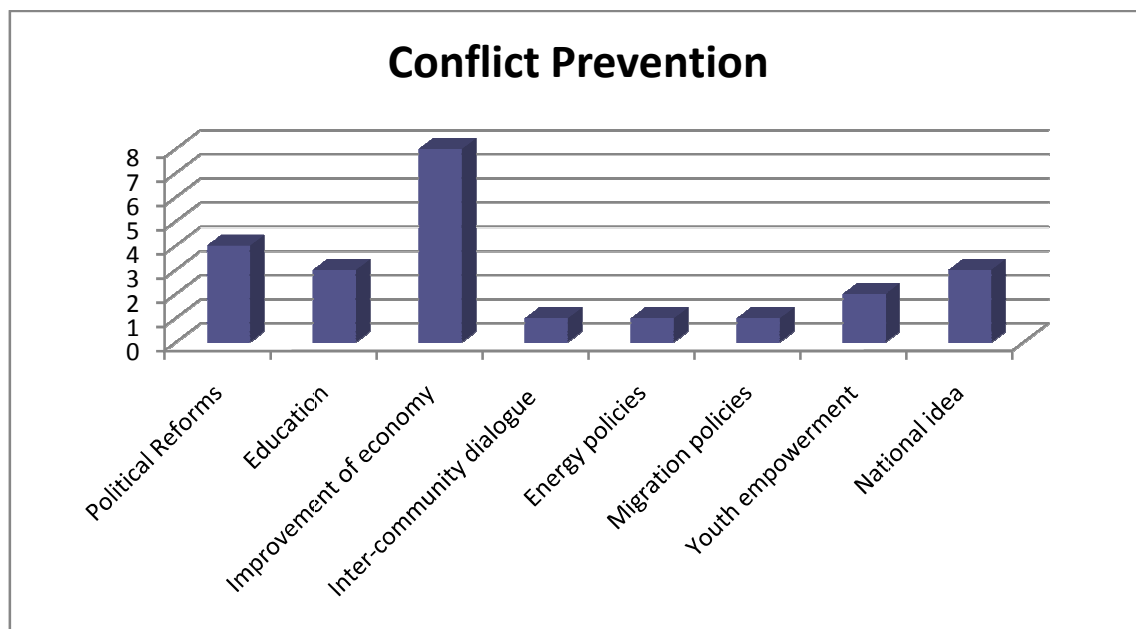 Conflict Prevention
8
7
6
5
4
3
2
1
0
Political Reforms
Education
Improvement of economy
Inter-community dialogue
Energy policies
Migration policies
Youth empowerment
National idea